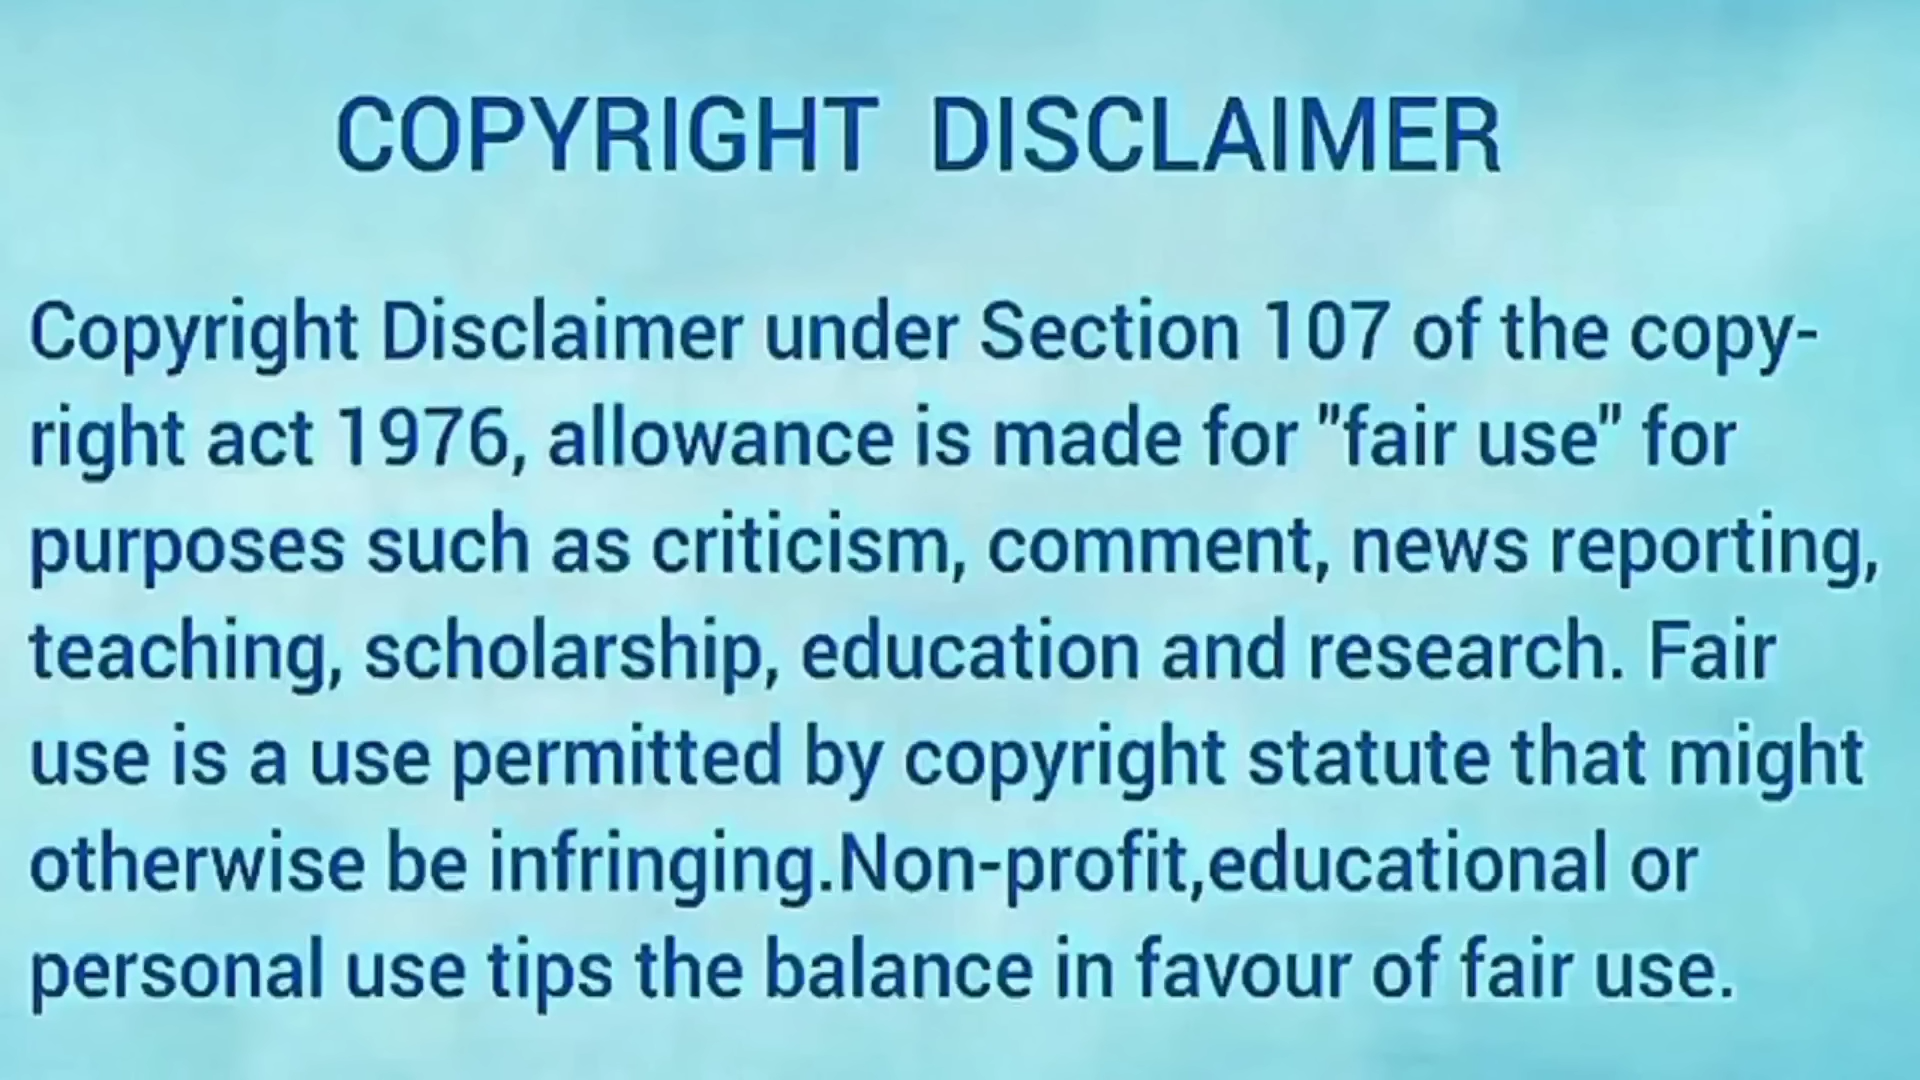 COPYRIGHT DISCLAIMER
Copyright Disclaimer under Section 107 of the copy-
right act 1976, allowance is made for "fair use" for
purposes such as criticism, comment, news reporting,
teaching, scholarship, education and research. Fair
use is a use permitted by copyright statute that might
otherwise be infringing.Non-profit,educational or
personal use tips the balance in favour of fair use.